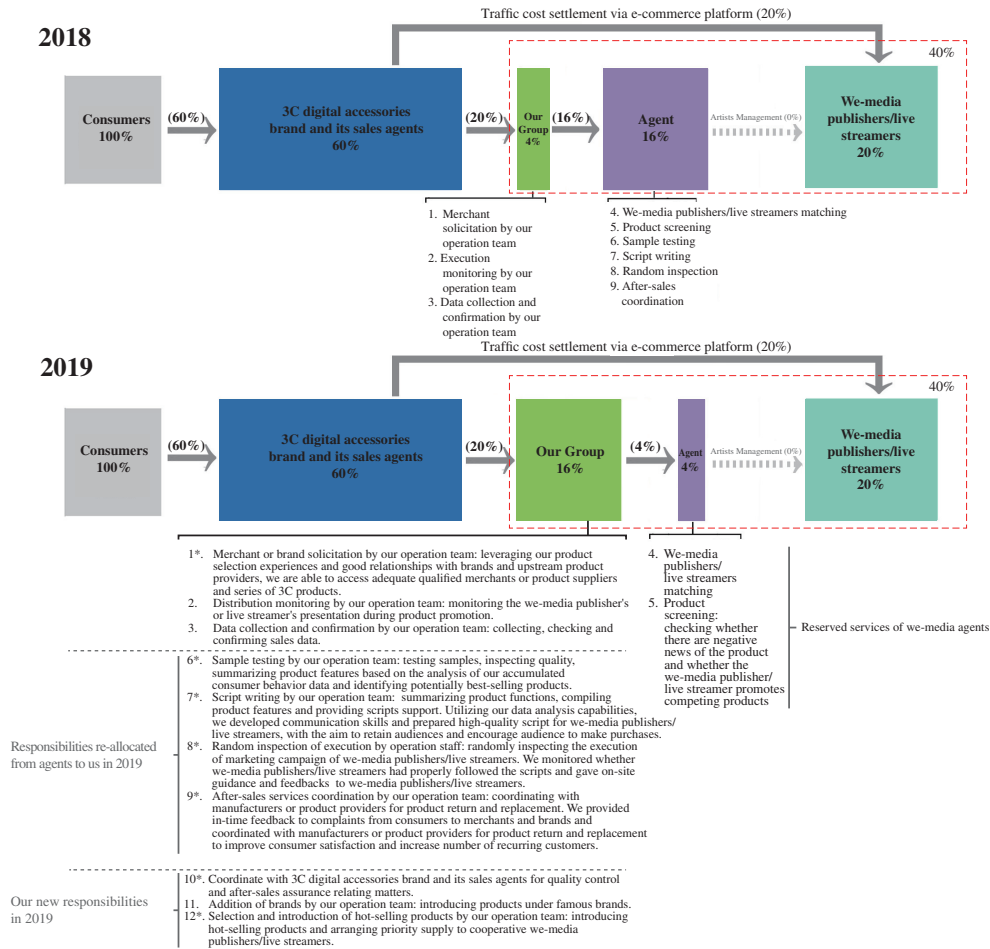 Traffic cost settlement via e-commerce platform (20%)
2018
40%
Consumers
100%
(60%)
3C digital accessories
brand and its sales agents
60%
(20%)
Our
Group
4%
(16%)
Agent
16%
Artists Management (0%)
We-media
publishers/live
streamers
20%
1. Merchant
solicitation by our
operation team
2. Execution
monitoring by our
operation team
3. Data collection and
confirmation by our
operation team
4. We-media publishers/live streamers matching
5. Product screening
6. Sample testing
7. Script writing
8. Random inspection
9. After-sales
coordination
Traffic cost settlement via e-commerce platform (20%)
2019
40%
Consumers
100%
(60%)
3C digital accessories
brand and its sales agents
60%
(20%)
Our Group
16%
(4%)
Agent
4%
Artists Management (0%)
We-media
publishers/live
streamers
20%
1*. Merchant or brand solicitation by our operation team: leveraging our product
selection experiences and good relationships with brands and upstream product
providers, we are able to access adequate qualified merchants or product suppliers
and series of 3C products.
2. Distribution monitoring by our operation team: monitoring the we-media publisher's
or live streamer's presentation during product promotion.
3. Data collection and confirmation by our operation team: collecting, checking and
confirming sales data.
4. We-media
publishers/
live streamers
matching
5. Product
screening:
checking whether
there are negative
news of the product
and whether the
we-media publisher/
live streamer promotes
competing products
Reserved services of we-media agents
Responsibilities re-allocated
from agents to us in 2019
6*. Sample testing by our operation team: testing samples, inspecting quality,
summarizing product features based on the analysis of our accumulated
consumer behavior data and identifying potentially best-selling products.
7*. Script writing by our operation team: summarizing product functions, compiling
product features and providing scripts support. Utilizing our data analysis capabilities,
we developed communication skills and prepared high-quality script for we-media publishers/
live streamers, with the aim to retain audiences and encourage audience to make purchases.
8*. Random inspection of execution by operation staff: randomly inspecting the execution
of marketing campaign of we-media publishers/live streamers. We monitored whether
we-media publishers/live streamers had properly followed the scripts and gave on-site
guidance and feedbacks to we-media publishers/live streamers.
9*. After-sales services coordination by our operation team: coordinating with
manufacturers or product providers for product return and replacement. We provided
in-time feedback to complaints from consumers to merchants and brands and
coordinated with manufacturers or product providers for product return and replacement
to improve consumer satisfaction and increase number of recurring customers.
Our new responsibilities
in 2019
10*. Coordinate with 3C digital accessories brand and its sales agents for quality control
and after-sales assurance relating matters.
11. Addition of brands by our operation team: introducing products under famous brands.
12*. Selection and introduction of hot-selling products by our operation team: introducing
hot-selling products and arranging priority supply to cooperative we-media
publishers/live streamers.